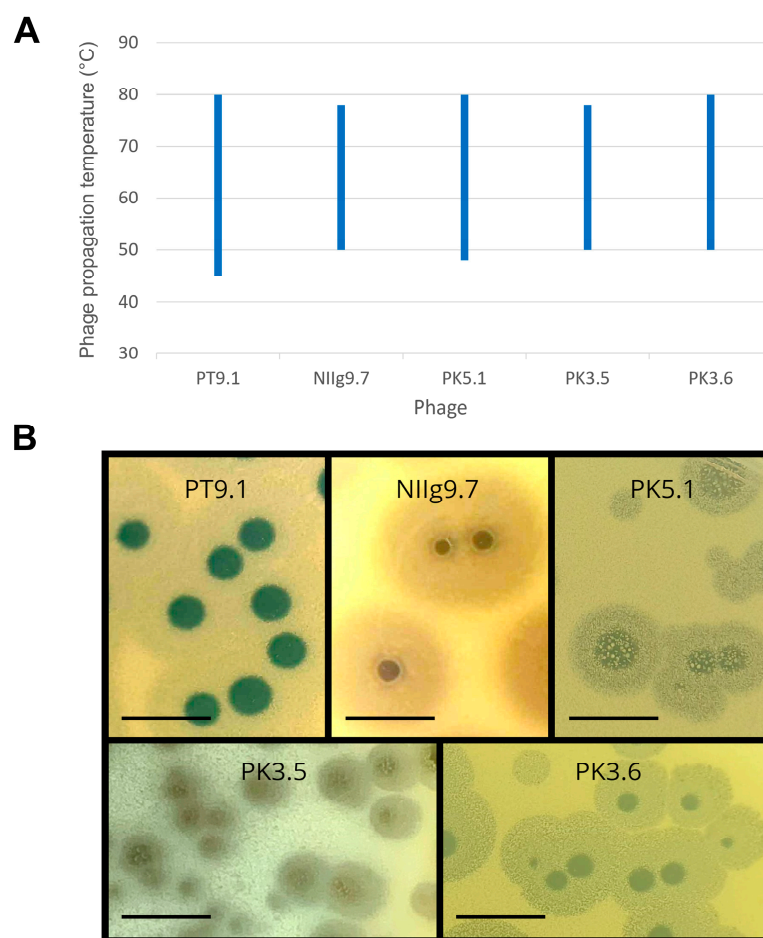 A
Phage propagation temperature (°C)
90
80
70
60
50
40
30
PT9.1 NIIg9.7 PK5.1 PK3.5 PK3.6
Phage
B
PT9.1 NIIg9.7 PK5.1
PK3.5 PK3.6